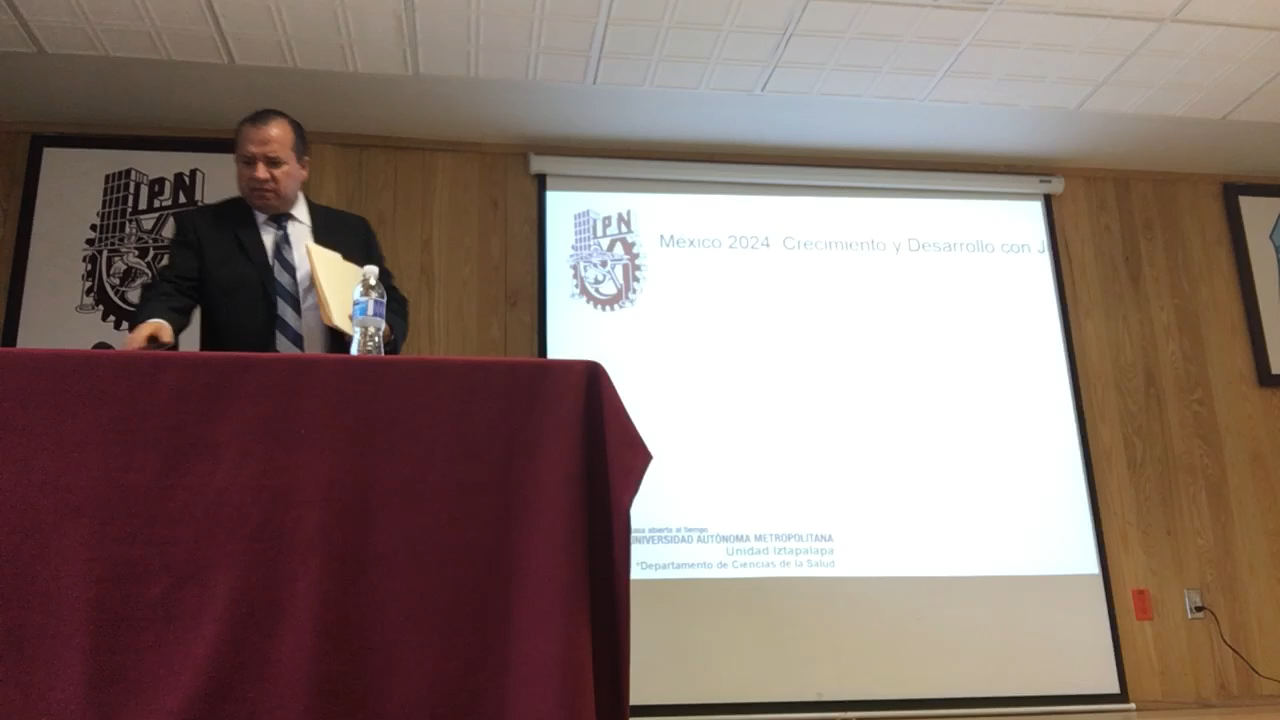 IPN
IPN
Mexico 2024 Crecimiento y Desarrollo con J
casa abierta al tiempo
UNIVERSIDAD AUTÓNOMA METROPOLITANA
Unidad Iztapalapa
*Departamento de Ciencias de la Salud